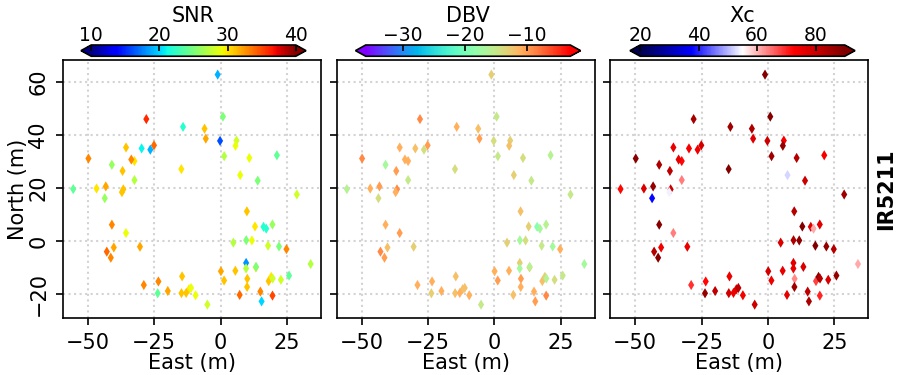 SNR DBV Xc
10 20 30 40 −30 −20 −10 20 40 60 80
60
40
20
0
−20
North (m)
IR5211
−50 −25 0 25 −50 −25 0 25 −50 −25 0 25
East (m) East (m) East (m)